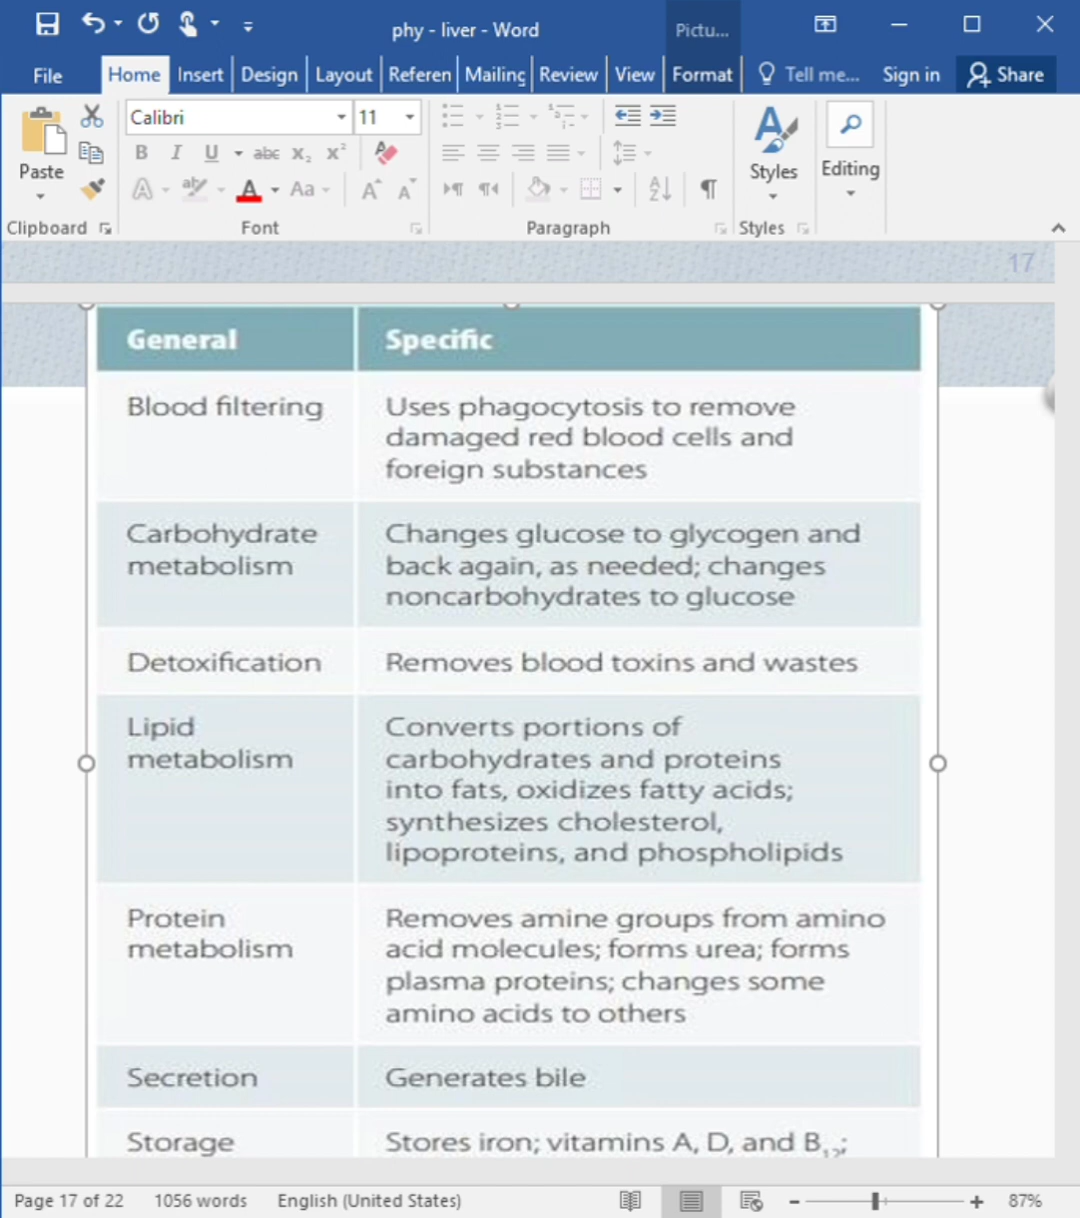 phy - liver - Word
Pictu...
File
Home
Insert
Design
Layout
Referen
Mailing
Review
View
Format
Tell me...
Sign in
Share
Calibri
11
Paste
B I U abc x₂ x²
A
A
Aa
A
A
A
Z
Styles
Editing
Clipboard
Font
Paragraph
Styles
17
General
Specific
Blood filtering
Uses phagocytosis to remove
damaged red blood cells and
foreign substances
Carbohydrate
metabolism
Changes glucose to glycogen and
back again, as needed; changes
noncarbohydrates to glucose
Detoxification
Removes blood toxins and wastes
Lipid
metabolism
Converts portions of
carbohydrates and proteins
into fats, oxidizes fatty acids;
synthesizes cholesterol,
lipoproteins, and phospholipids
Protein
metabolism
Removes amine groups from amino
acid molecules; forms urea; forms
plasma proteins; changes some
amino acids to others
Secretion
Generates bile
Storage
Stores iron; vitamins A, D, and B₁₂;
Page 17 of 22
1056 words
English (United States)
87%